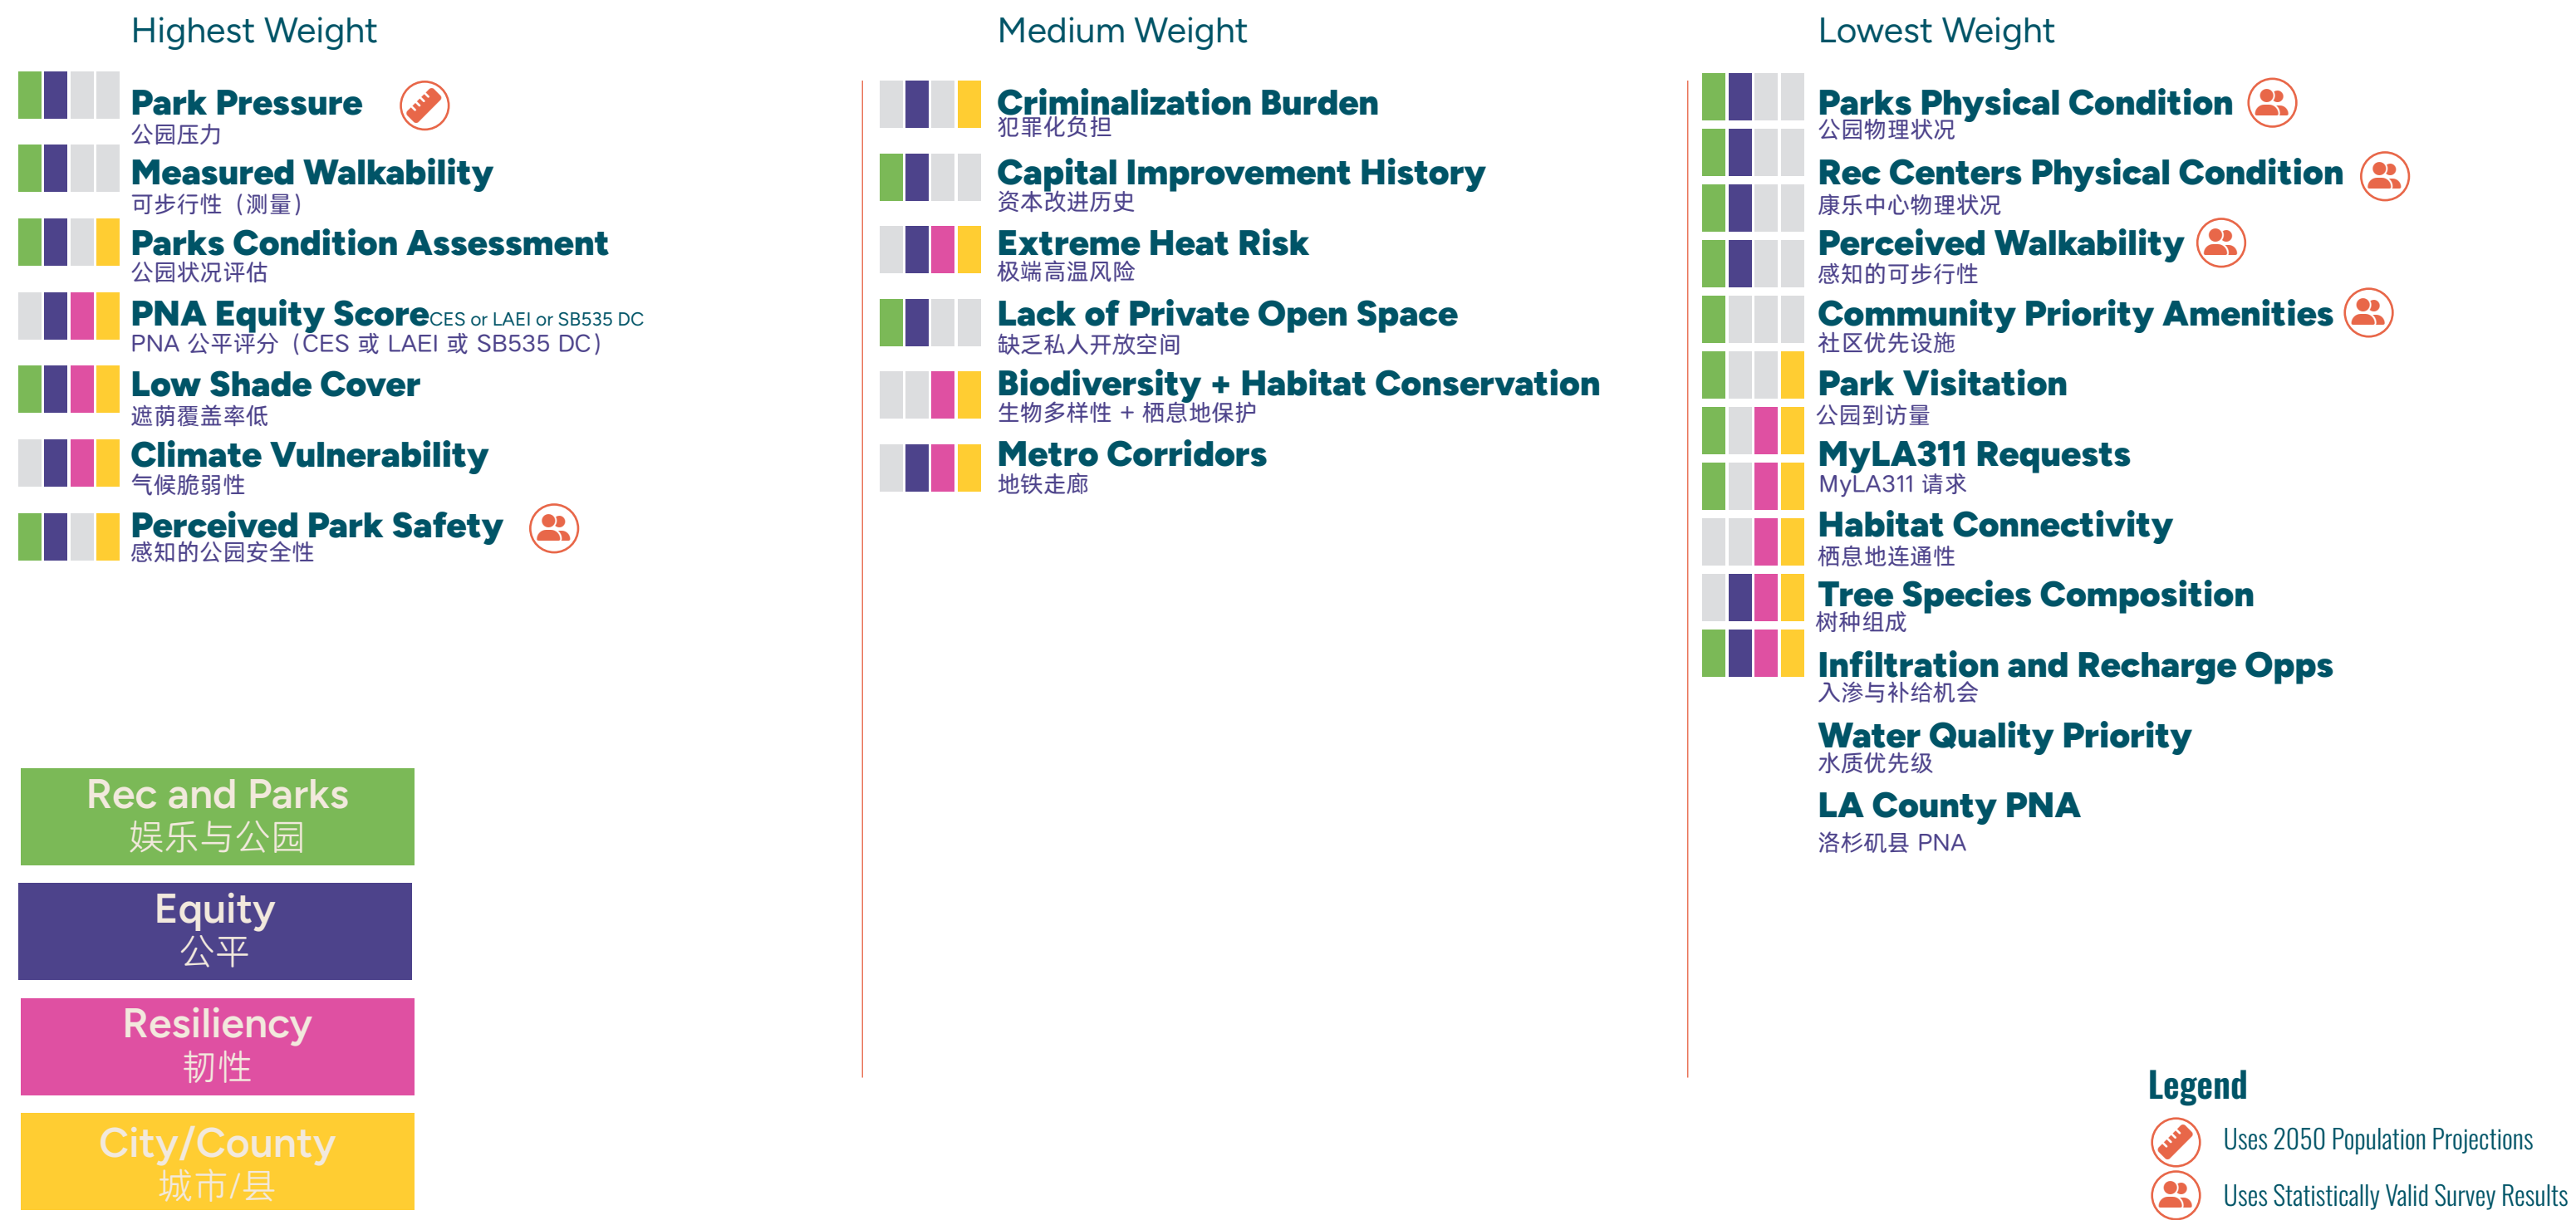 Highest Weight
Park Pressure
公园压力
Measured Walkability
可步行性（测量）
Parks Condition Assessment
公园状况评估
PNA Equity Score CES or LAEI or SB535 DC
PNA 公平评分（CES 或 LAEI 或 SB535 DC）
Low Shade Cover
遮荫覆盖率低
Climate Vulnerability
气候脆弱性
Perceived Park Safety
感知的公园安全性
Rec and Parks
娱乐与公园
Equity
公平
Resiliency
韧性
City/County
城市/县
Medium Weight
Criminalization Burden
犯罪化负担
Capital Improvement History
资本改进历史
Extreme Heat Risk
极端高温风险
Lack of Private Open Space
缺乏私人开放空间
Biodiversity + Habitat Conservation
生物多样性 + 栖息地保护
Metro Corridors
地铁走廊
Lowest Weight
Parks Physical Condition
公园物理状况
Rec Centers Physical Condition
康乐中心物理状况
Perceived Walkability
感知的可步行性
Community Priority Amenities
社区优先设施
Park Visitation
公园到访量
MyLA311 Requests
MyLA311 请求
Habitat Connectivity
栖息地连通性
Tree Species Composition
树种组成
Infiltration and Recharge Opps
入渗与补给机会
Water Quality Priority
水质优先级
LA County PNA
洛杉矶县 PNA
Legend
Uses 2050 Population Projections
Uses Statistically Valid Survey Results